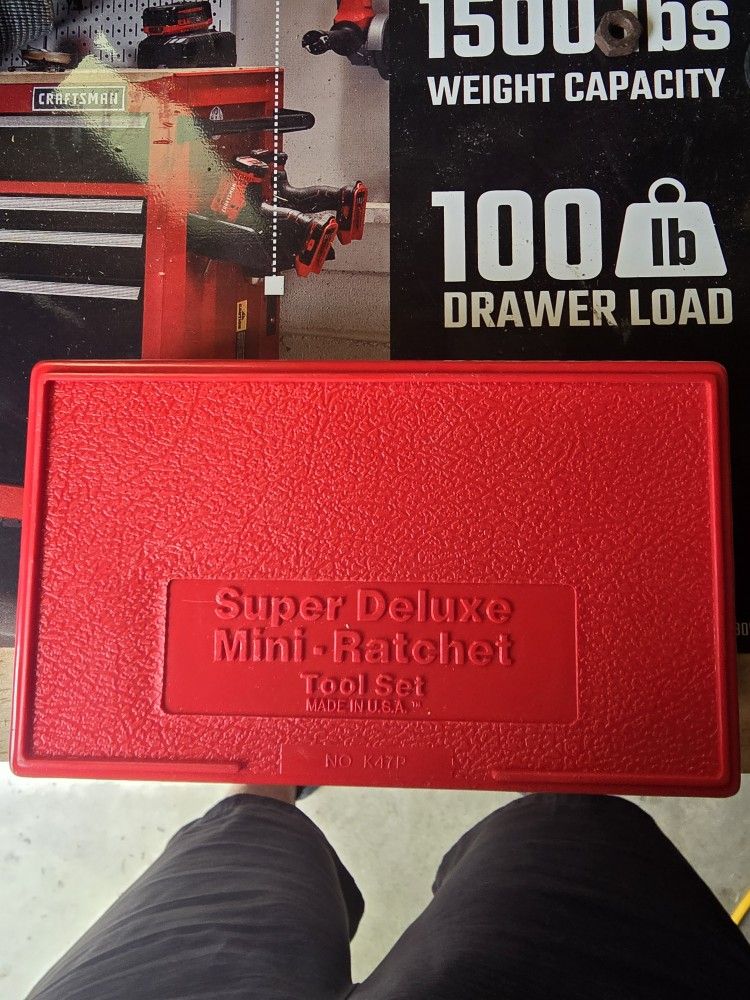 1500 lbs
WEIGHT CAPACITY
CRAFTSMAN
100 lb
DRAWER LOAD
Super Deluxe
Mini-Ratchet
Tool Set
MADE IN U.S.A. ™
NO K47P